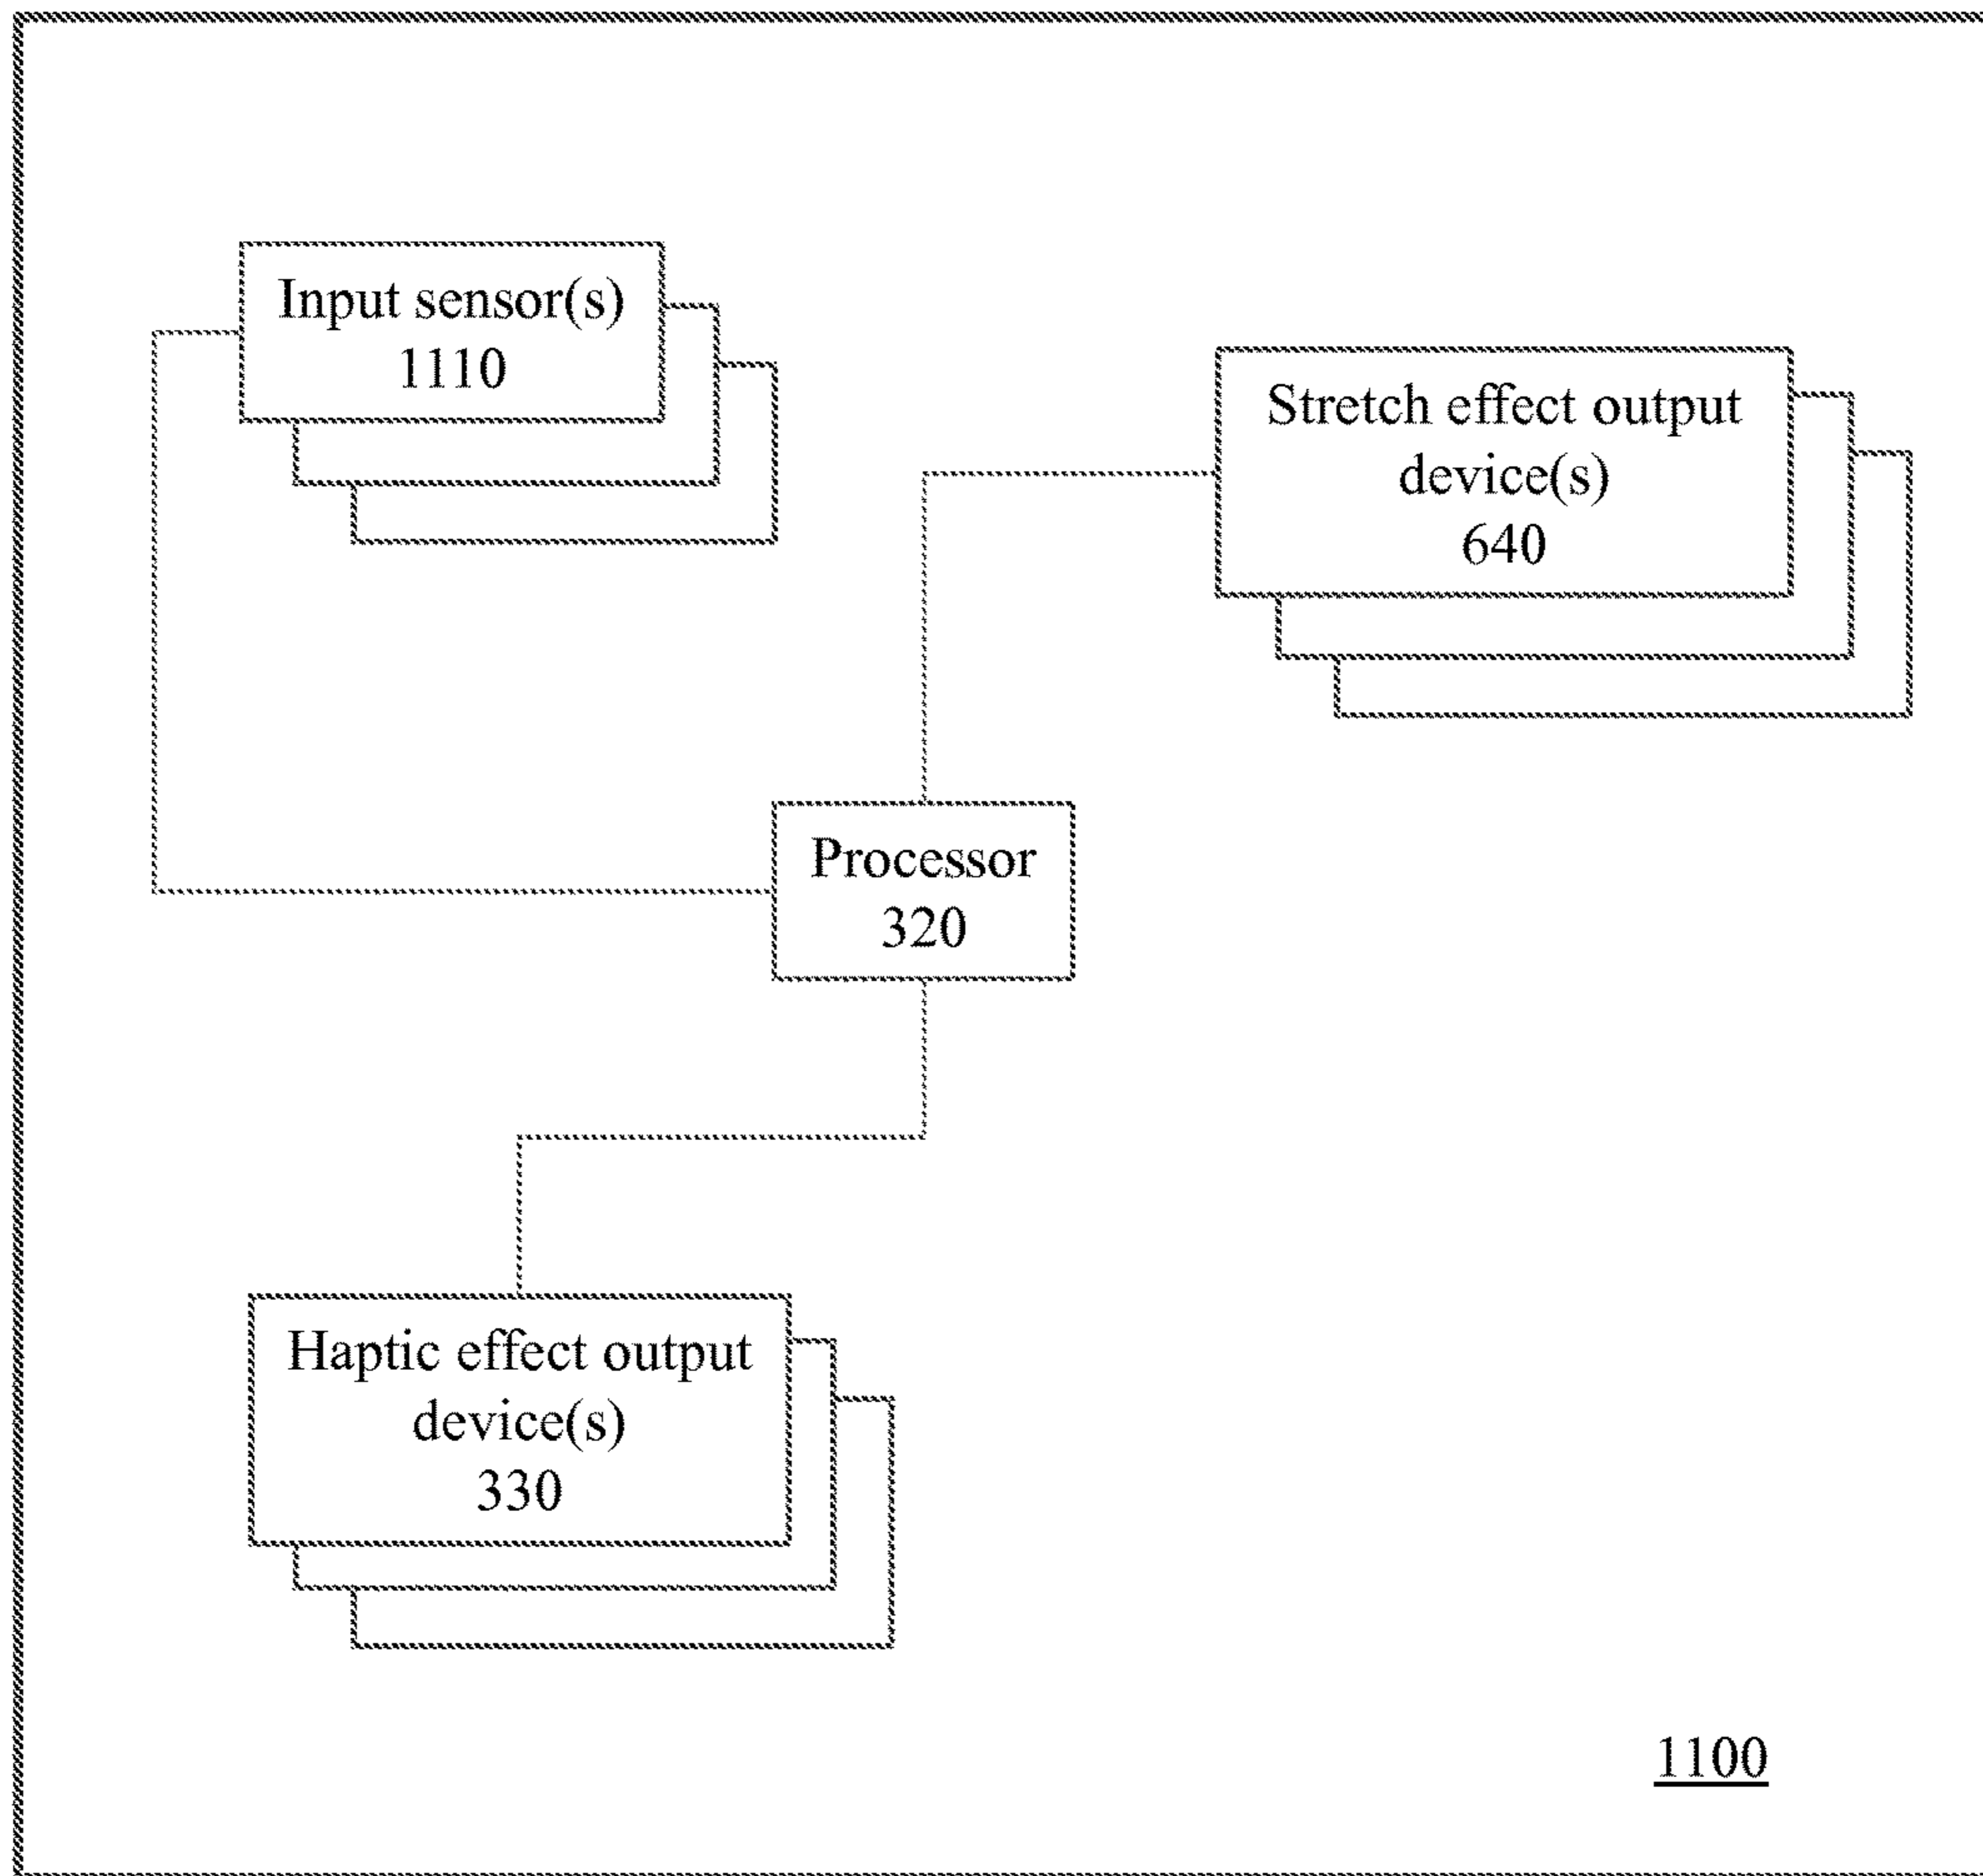 Input sensor(s)
1110
Stretch effect output
device(s)
640
Processor
320
Haptic effect output
device(s)
330
1100